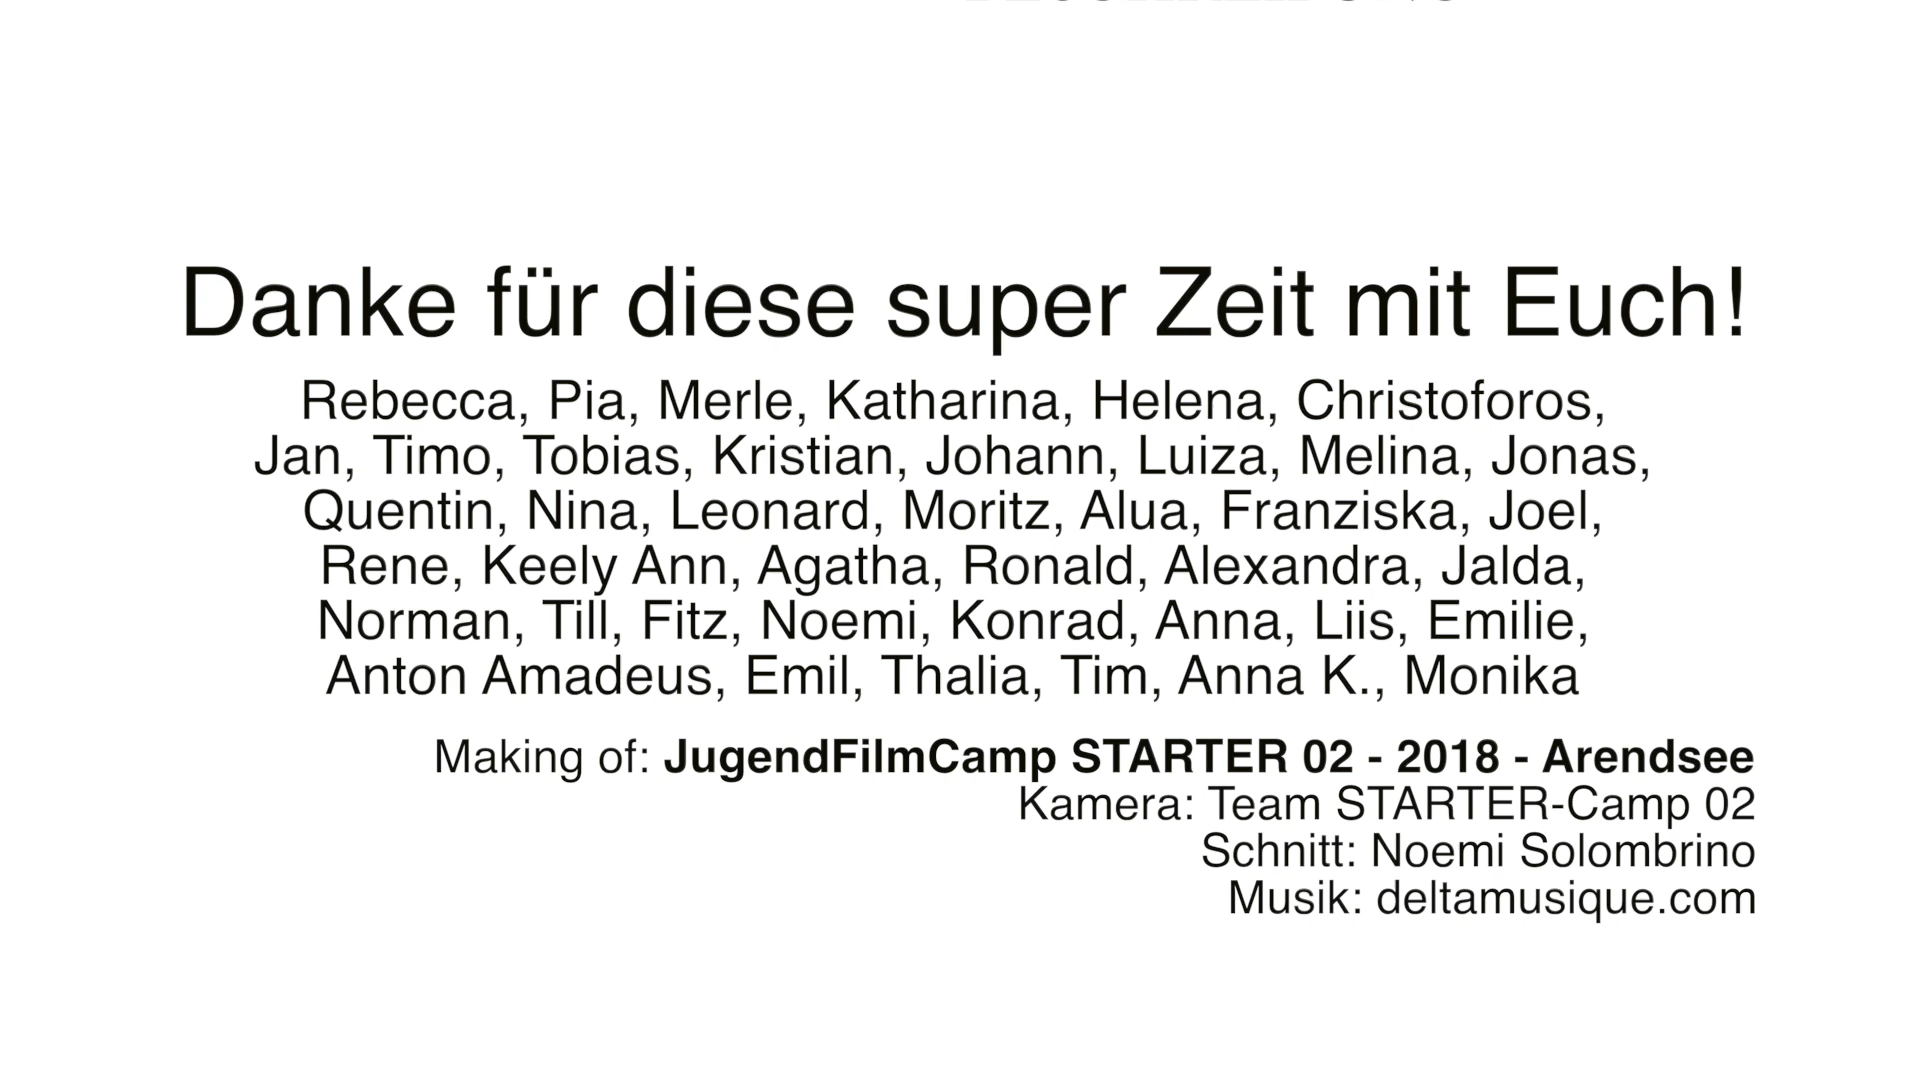 Danke für diese super Zeit mit Euch!
Rebecca, Pia, Merle, Katharina, Helena, Christoforos,
Jan, Timo, Tobias, Kristian, Johann, Luiza, Melina, Jonas,
Quentin, Nina, Leonard, Moritz, Alua, Franziska, Joel,
Rene, Keely Ann, Agatha, Ronald, Alexandra, Jalda,
Norman, Till, Fitz, Noemi, Konrad, Anna, Liis, Emilie,
Anton Amadeus, Emil, Thalia, Tim, Anna K., Monika
Making of: JugendFilmCamp STARTER 02 - 2018 - Arendsee
Kamera: Team STARTER-Camp 02
Schnitt: Noemi Solombrino
Musik: deltamusique.com